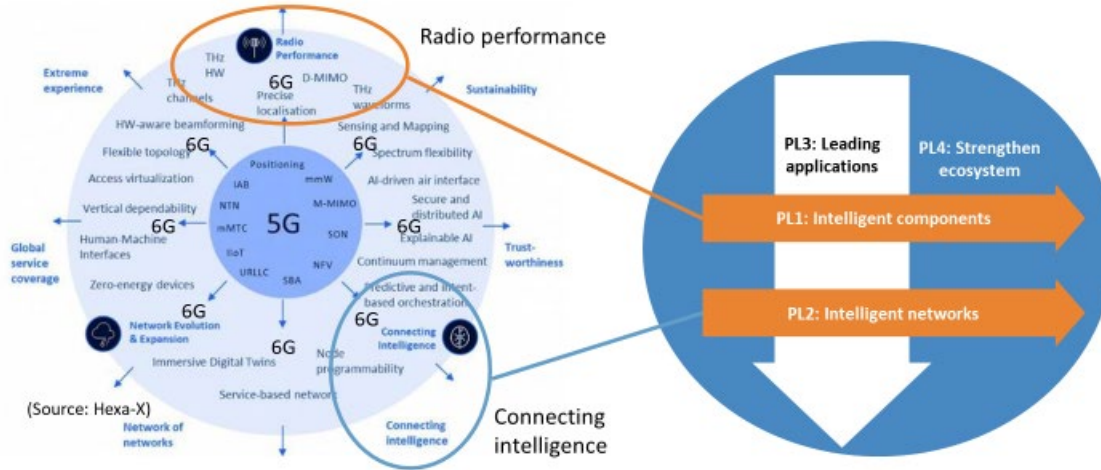 Radio
Performance
Radio performance
THz
HW
6G
D-MIMO
Extreme
experience
THz
channels
Precise
localisation
THz
waveforms
Sustainability
HW-aware beamforming
Sensing and Mapping
6G
6G
Flexible topology
Spectrum flexibility
Positioning
mmW
Access virtualization
IAB
AI-driven air interface
NTN
M-MIMO
Vertical dependability
5G
Secure and
distributed AI
6G
mMTC
SON
6G
Human-Machine
Interfaces
Explainable AI
Global
service
coverage
Trust-
worthiness
IIoT
NFV
Continuum management
URLLC
SBA
Zero-energy devices
Predictive and intent-
based orchestration
6G
6G
Network Evolution
& Expansion
Connecting
Intelligence
6G
Immersive Digital Twins
Node
programmability
Service-based network
(Source: Hexa-X)
Network of
networks
Connecting
intelligence
Connecting
intelligence
PL3: Leading
applications
PL4: Strengthen
ecosystem
PL1: Intelligent components
PL2: Intelligent networks